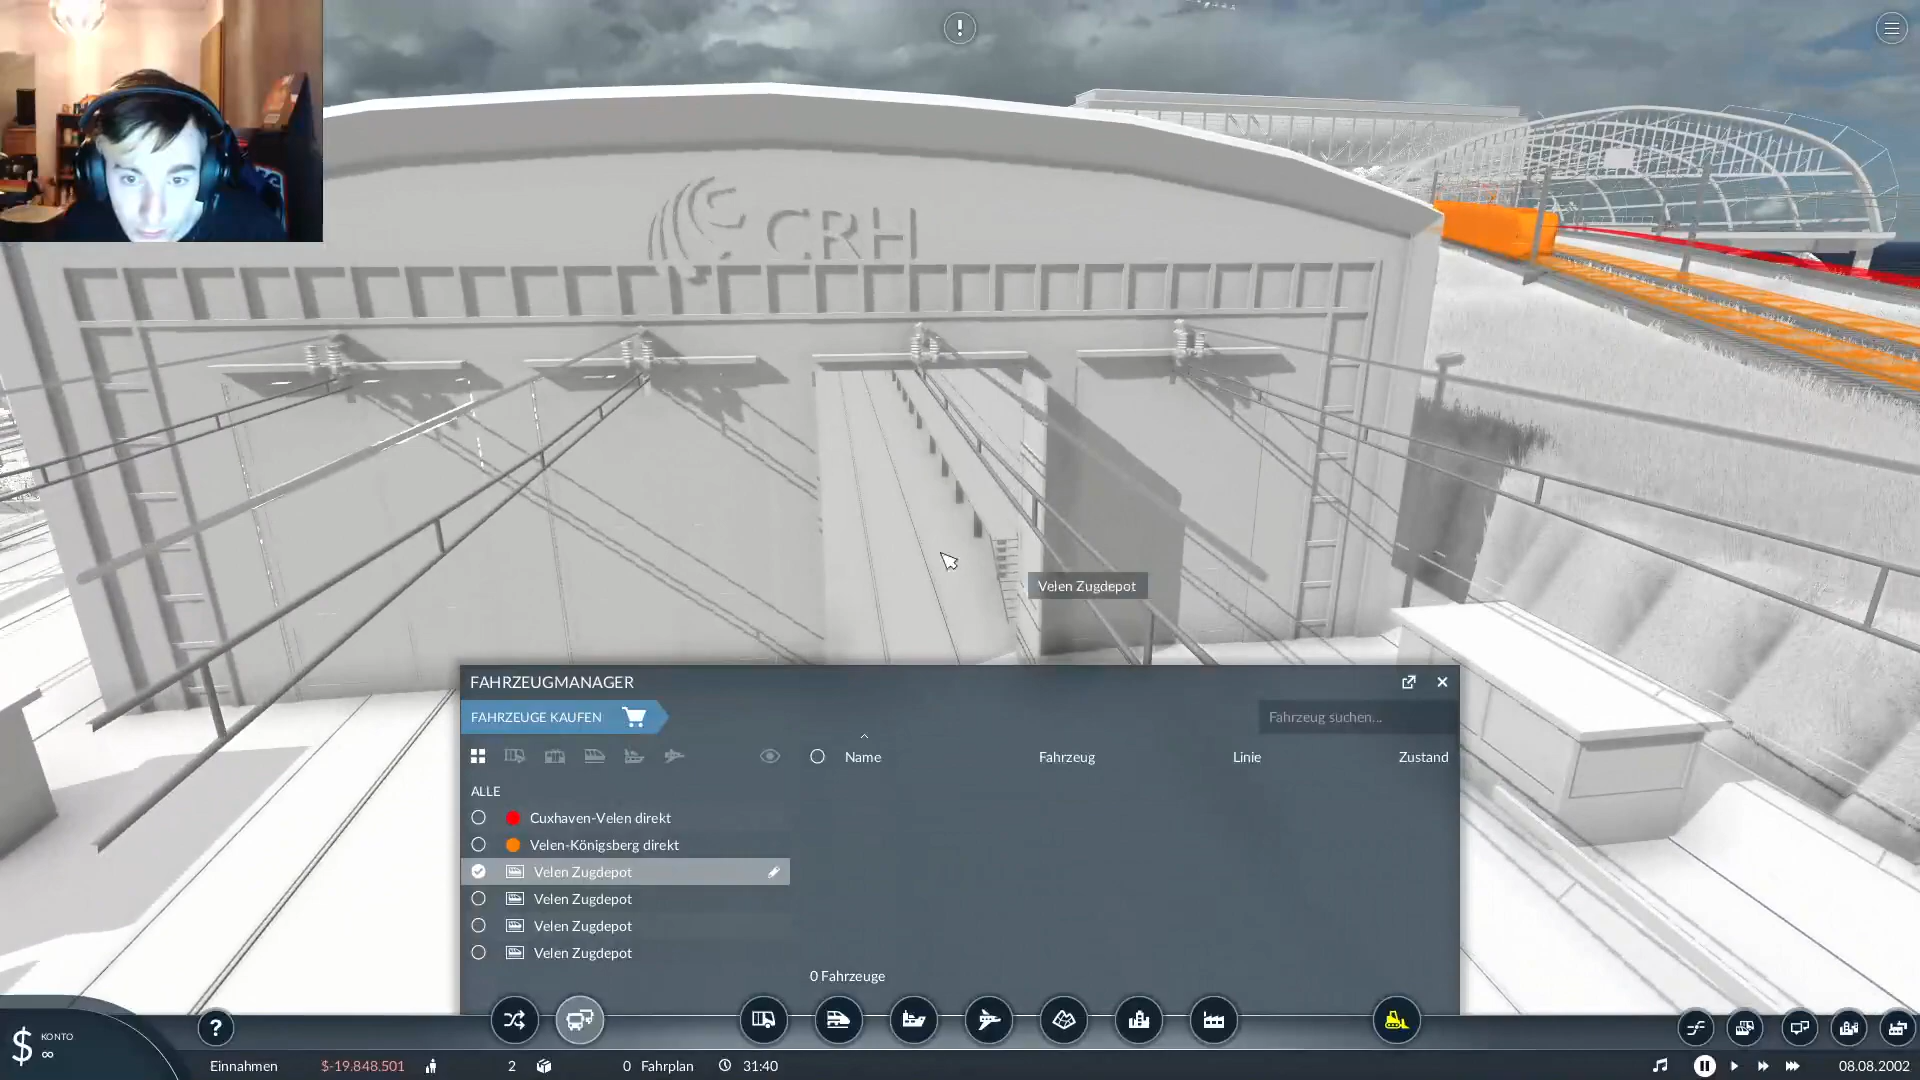 !
CRH
Velen Zugdepot
FAHRZEUGMANAGER
FAHRZEUGE KAUFEN
Fahrzeug suchen...
Name
Fahrzeug
Linie
Zustand
ALLE
Cuxhaven-Velen direkt
Velen-Königsberg direkt
Velen Zugdepot
Velen Zugdepot
Velen Zugdepot
Velen Zugdepot
0 Fahrzeuge
?
$ KONTO
∞
Einnahmen $-19.848.501 2 0 Fahrplan 31:40 08.08.2002